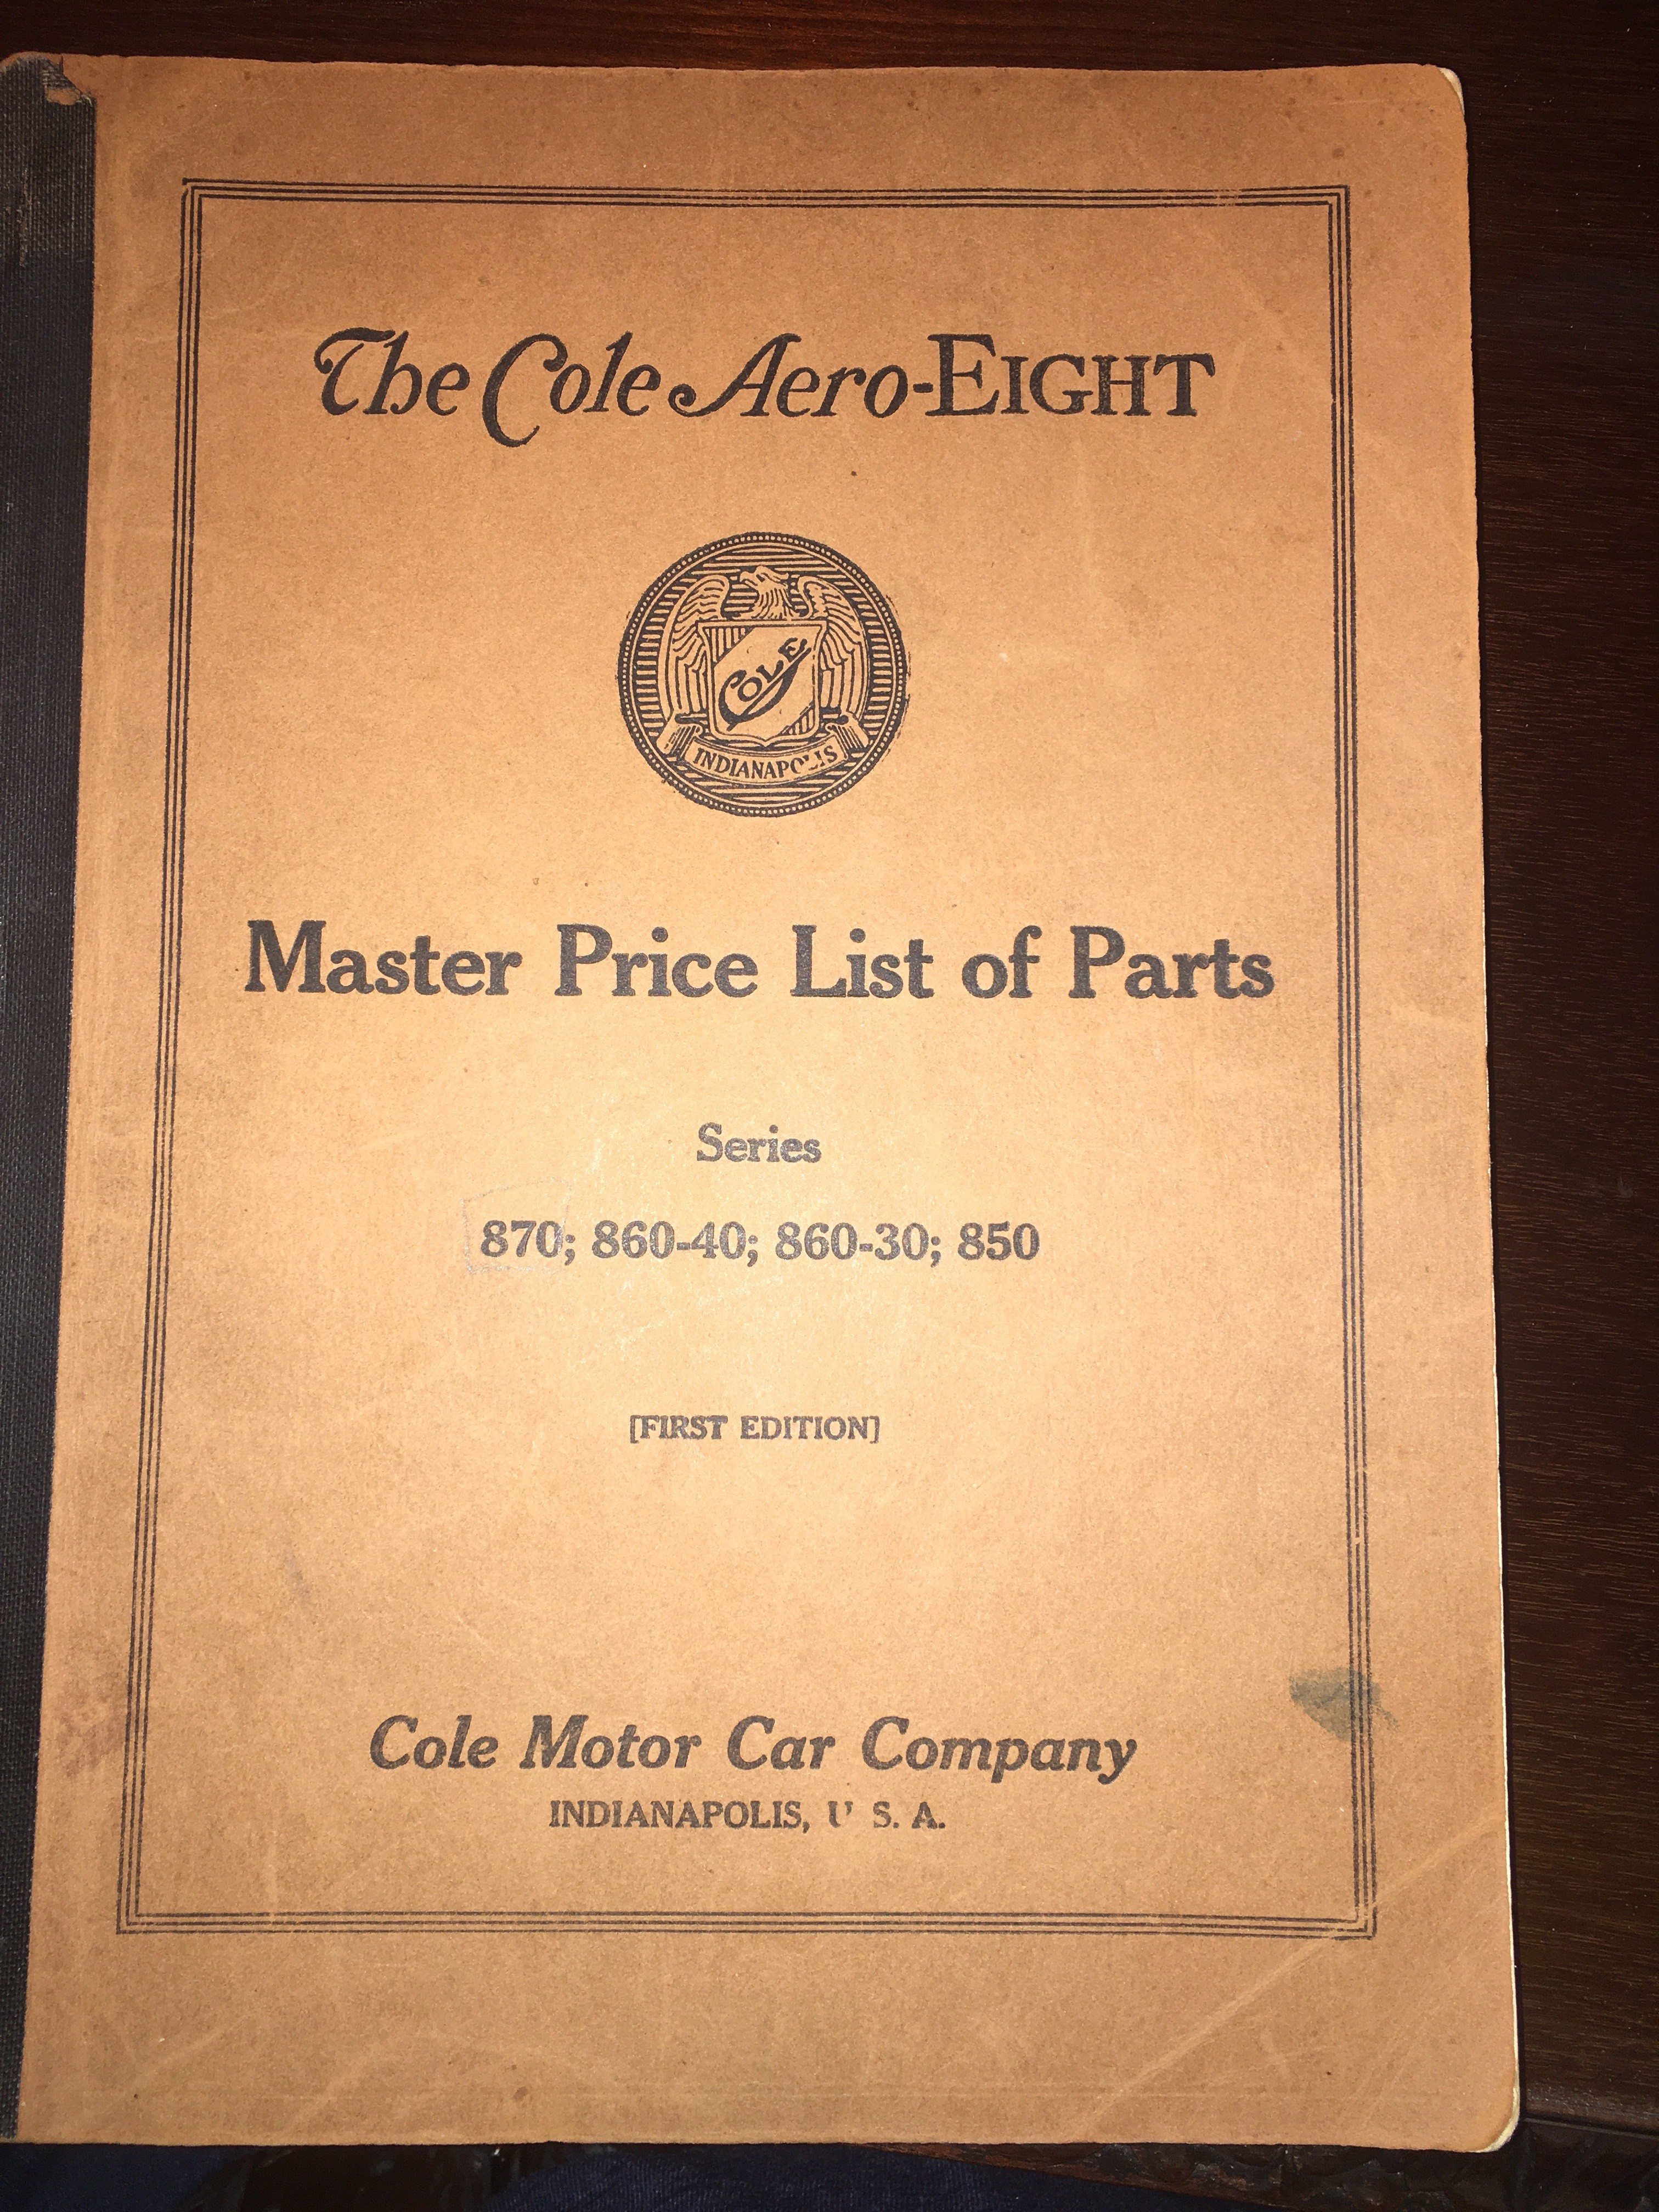 The Cole Aero-EIGHT
COLE
INDIANAPOLIS
Master Price List of Parts
Series
870; 860-40; 860-30; 850
[FIRST EDITION]
Cole Motor Car Company
INDIANAPOLIS, U S. A.